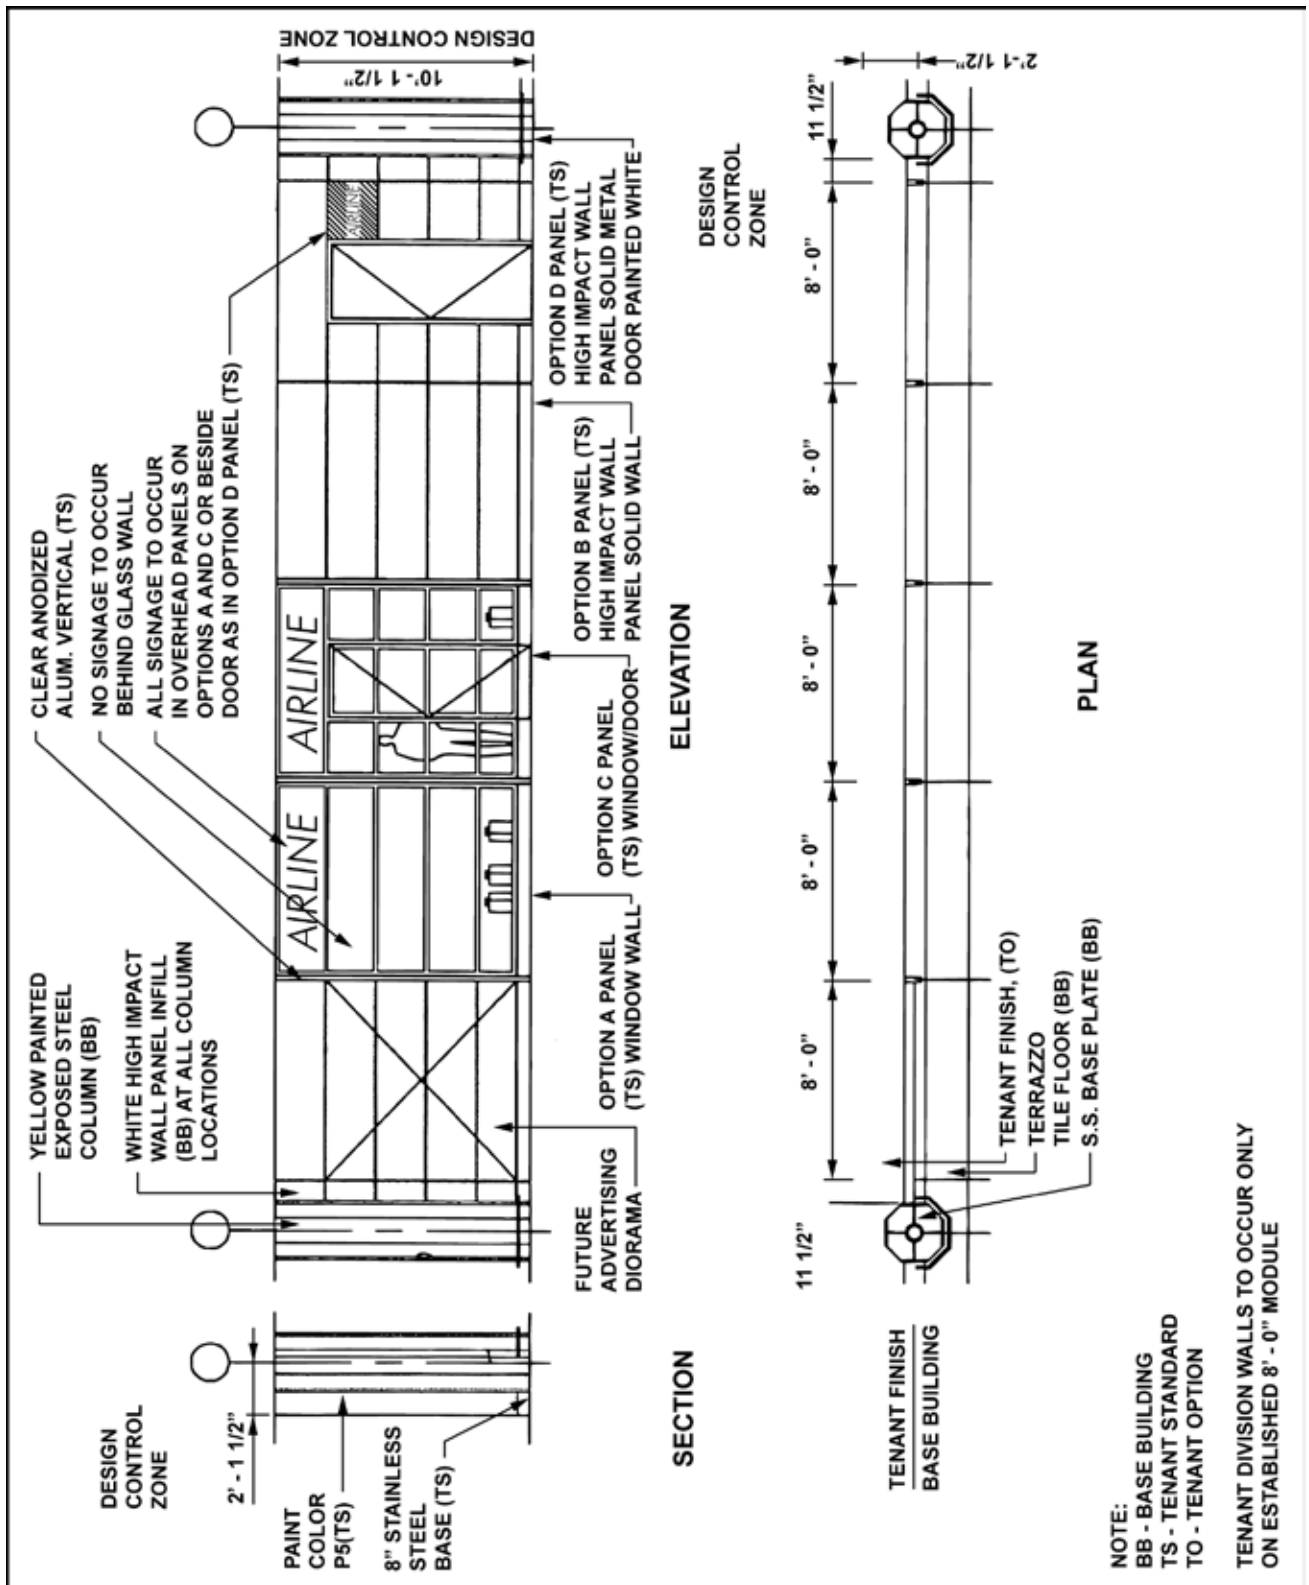 YELLOW PAINTED
EXPOSED STEEL
COLUMN (BB)
WHITE HIGH IMPACT
WALL PANEL INFILL
(BB) AT ALL COLUMN
LOCATIONS
CLEAR ANODIZED
ALUM. VERTICAL (TS)
NO SIGNAGE TO OCCUR
BEHIND GLASS WALL
ALL SIGNAGE TO OCCUR
IN OVERHEAD PANELS ON
OPTIONS A AND C OR BESIDE
DOOR AS IN OPTION D PANEL (TS)
DESIGN
CONTROL
ZONE
2' - 1 1/2"
PAINT
COLOR
P5(TS)
8" STAINLESS
STEEL
BASE (TS)
AIRLINE
AIRLINE
AIRLINE
10' - 1 1/2"
DESIGN CONTROL ZONE
FUTURE
ADVERTISING
DIORAMA
OPTION A PANEL
(TS) WINDOW WALL
OPTION C PANEL
(TS) WINDOW/DOOR
OPTION B PANEL (TS)
HIGH IMPACT WALL
PANEL SOLID WALL
OPTION D PANEL (TS)
HIGH IMPACT WALL
PANEL SOLID METAL
DOOR PAINTED WHITE
SECTION
ELEVATION
DESIGN
CONTROL
ZONE
11 1/2"
8' - 0"
8' - 0"
8' - 0"
8' - 0"
8' - 0"
11 1/2"
2'-1 1/2"
TENANT FINISH
BASE BUILDING
TENANT FINISH, (TO)
TERRAZZO
TILE FLOOR (BB)
S.S. BASE PLATE (BB)
PLAN
NOTE:
BB - BASE BUILDING
TS - TENANT STANDARD
TO - TENANT OPTION
TENANT DIVISION WALLS TO OCCUR ONLY
ON ESTABLISHED 8' - 0" MODULE